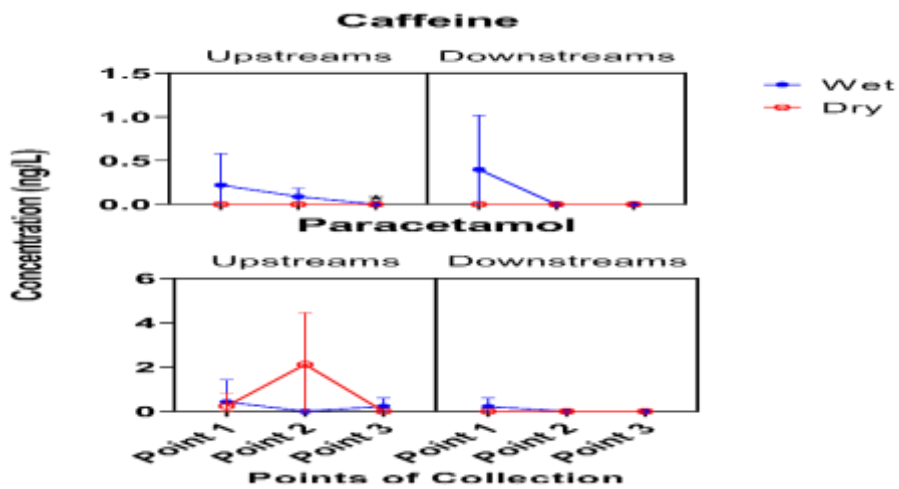 Caffeine
Upstreams Downstreams
Wet
Dry
1.5
1.0
0.5
0.0
*
Concentration (ng/L)
Paracetamol
Upstreams Downstreams
6
4
2
0
Point 1 Point 2 Point 3 Point 1 Point 2 Point 3
Points of Collection